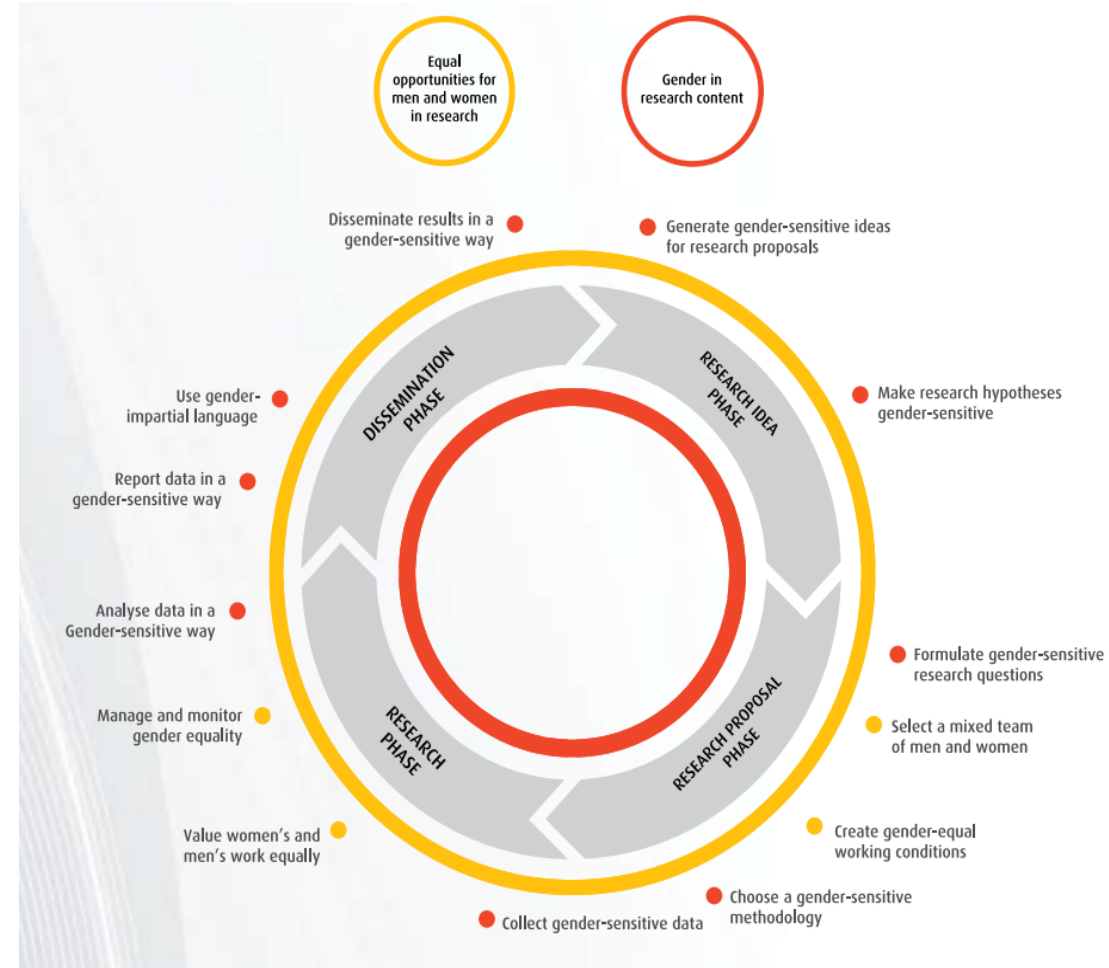 Equal
opportunities for
men and women
in research
Gender in
research content
Disseminate results in a
gender-sensitive way
Generate gender-sensitive ideas
for research proposals
DISSEMINATION
PHASE
RESEARCH IDEA
PHASE
Use gender-
impartial language
Make research hypotheses
gender-sensitive
Report data in a
gender-sensitive way
Analyse data in a
Gender-sensitive way
Formulate gender-sensitive
research questions
Manage and monitor
gender equality
RESEARCH
PHASE
RESEARCH PROPOSAL
PHASE
Select a mixed team
of men and women
Value women's and
men's work equally
Create gender-equal
working conditions
Collect gender-sensitive data
Choose a gender-sensitive
methodology